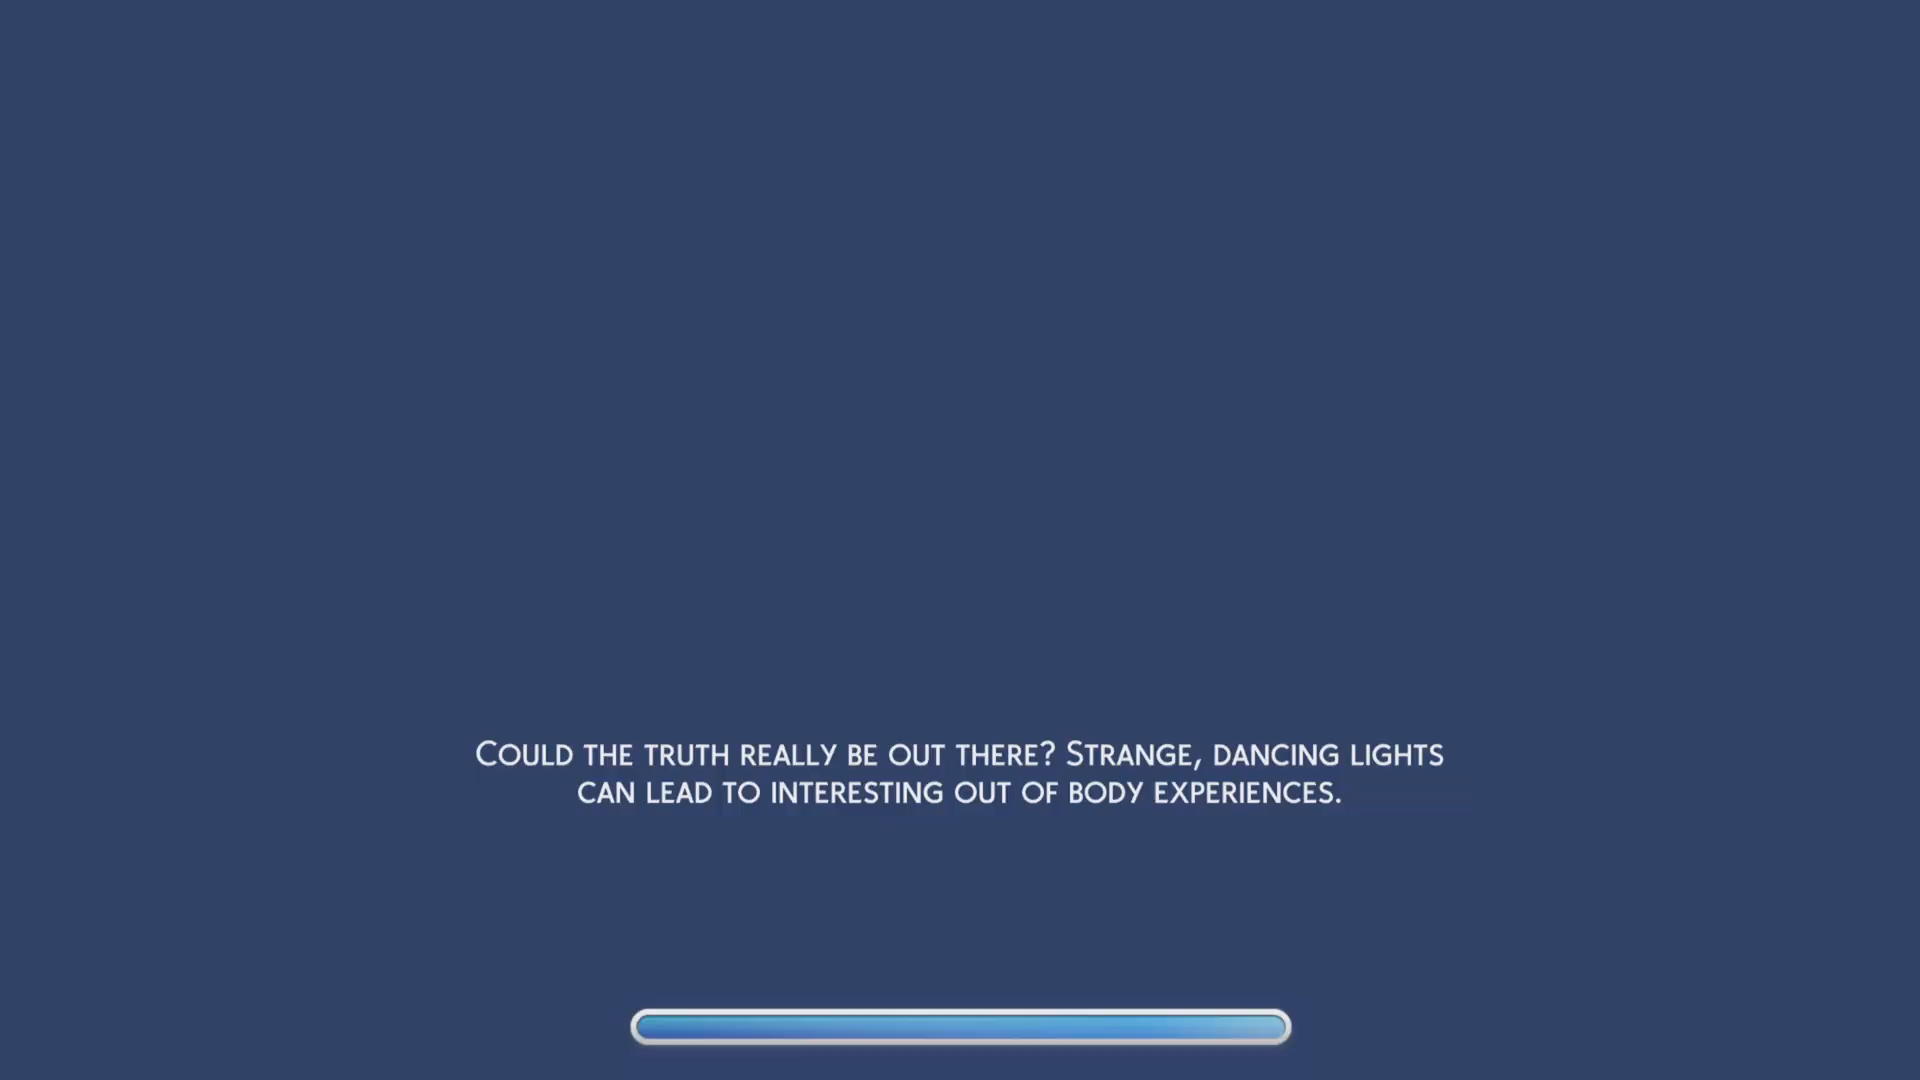 Could the truth really be out there? Strange, dancing lights
can lead to interesting out of body experiences.